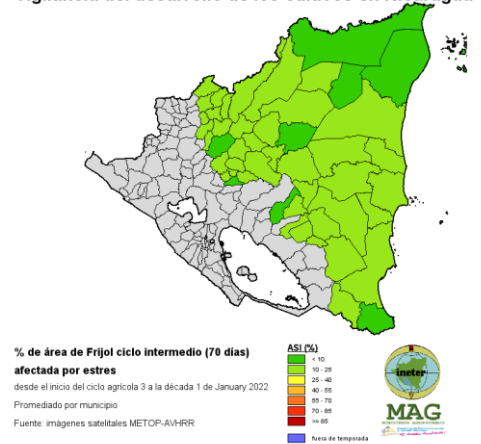 % de área de Frijol ciclo intermedio (70 días)
afectada por estres
desde el inicio del ciclo agrícola 3 a la década 1 de January 2022
Promediado por municipio
Fuente: imágenes satelitales METOP-AVHRR
ASI (%)
< 10
10 - 25
25 - 40
40 - 55
55 - 70
70 - 85
>= 85
fuera de temporada
ineter
MAG
MINISTERIO AGROPECUARIO